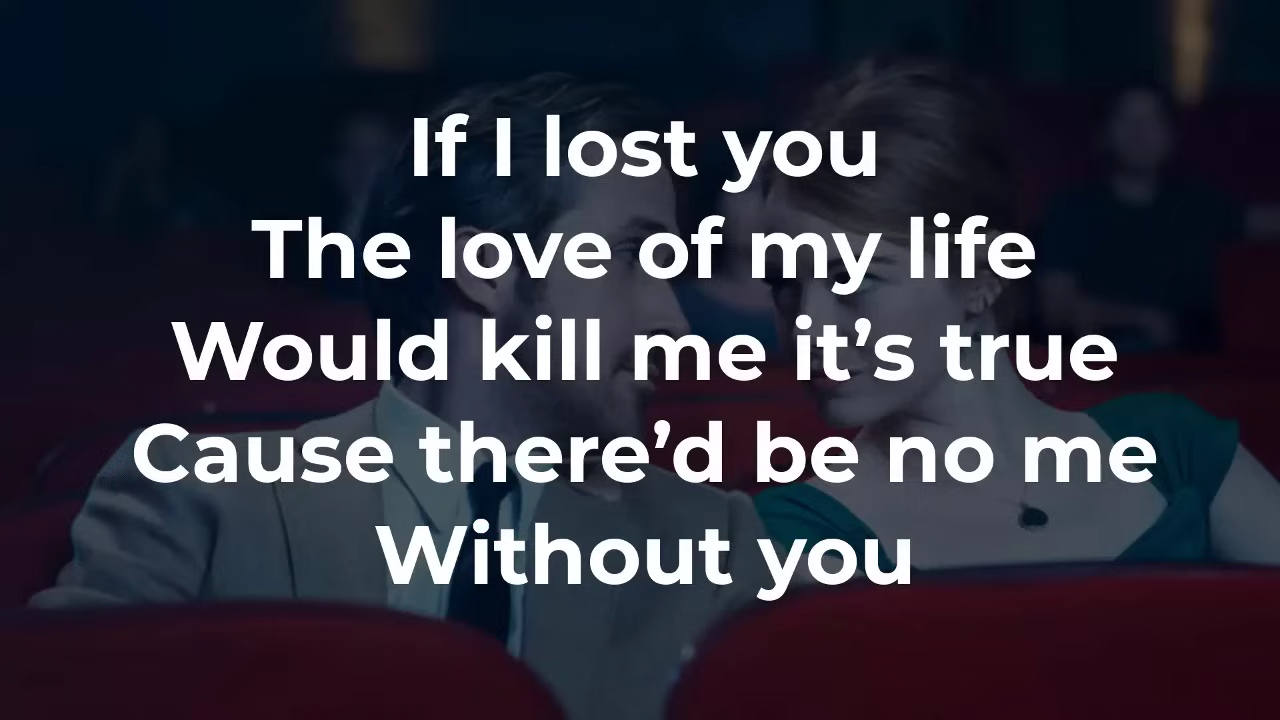 If I lost you
The love of my life
Would kill me it’s true
Cause there’d be no me
Without you